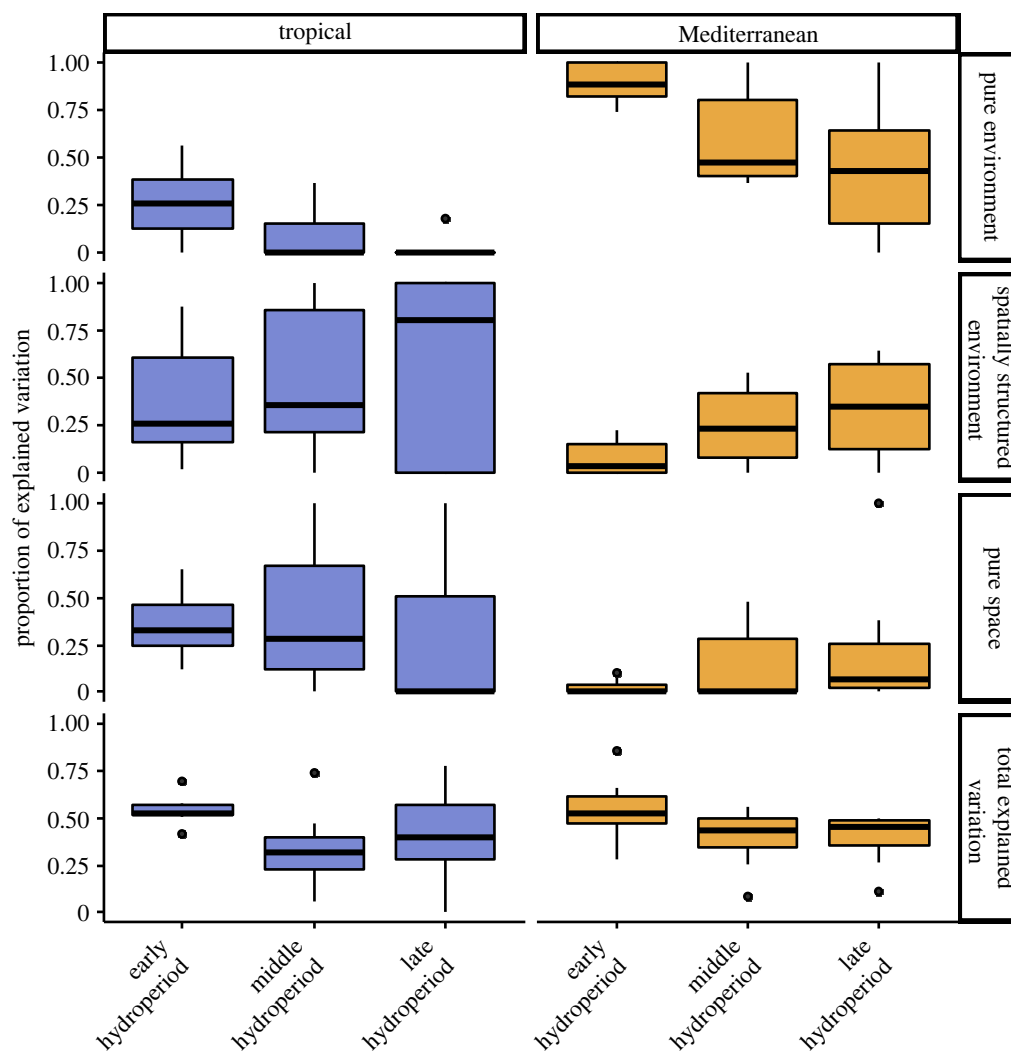 tropical
Mediterranean
proportion of explained variation
1.00
0.75
0.50
0.25
0
pure environment
1.00
0.75
0.50
0.25
0
spatially structured
environment
1.00
0.75
0.50
0.25
0
pure space
1.00
0.75
0.50
0.25
0
total explained
variation
early
hydroperiod
middle
hydroperiod
late
hydroperiod
early
hydroperiod
middle
hydroperiod
late
hydroperiod